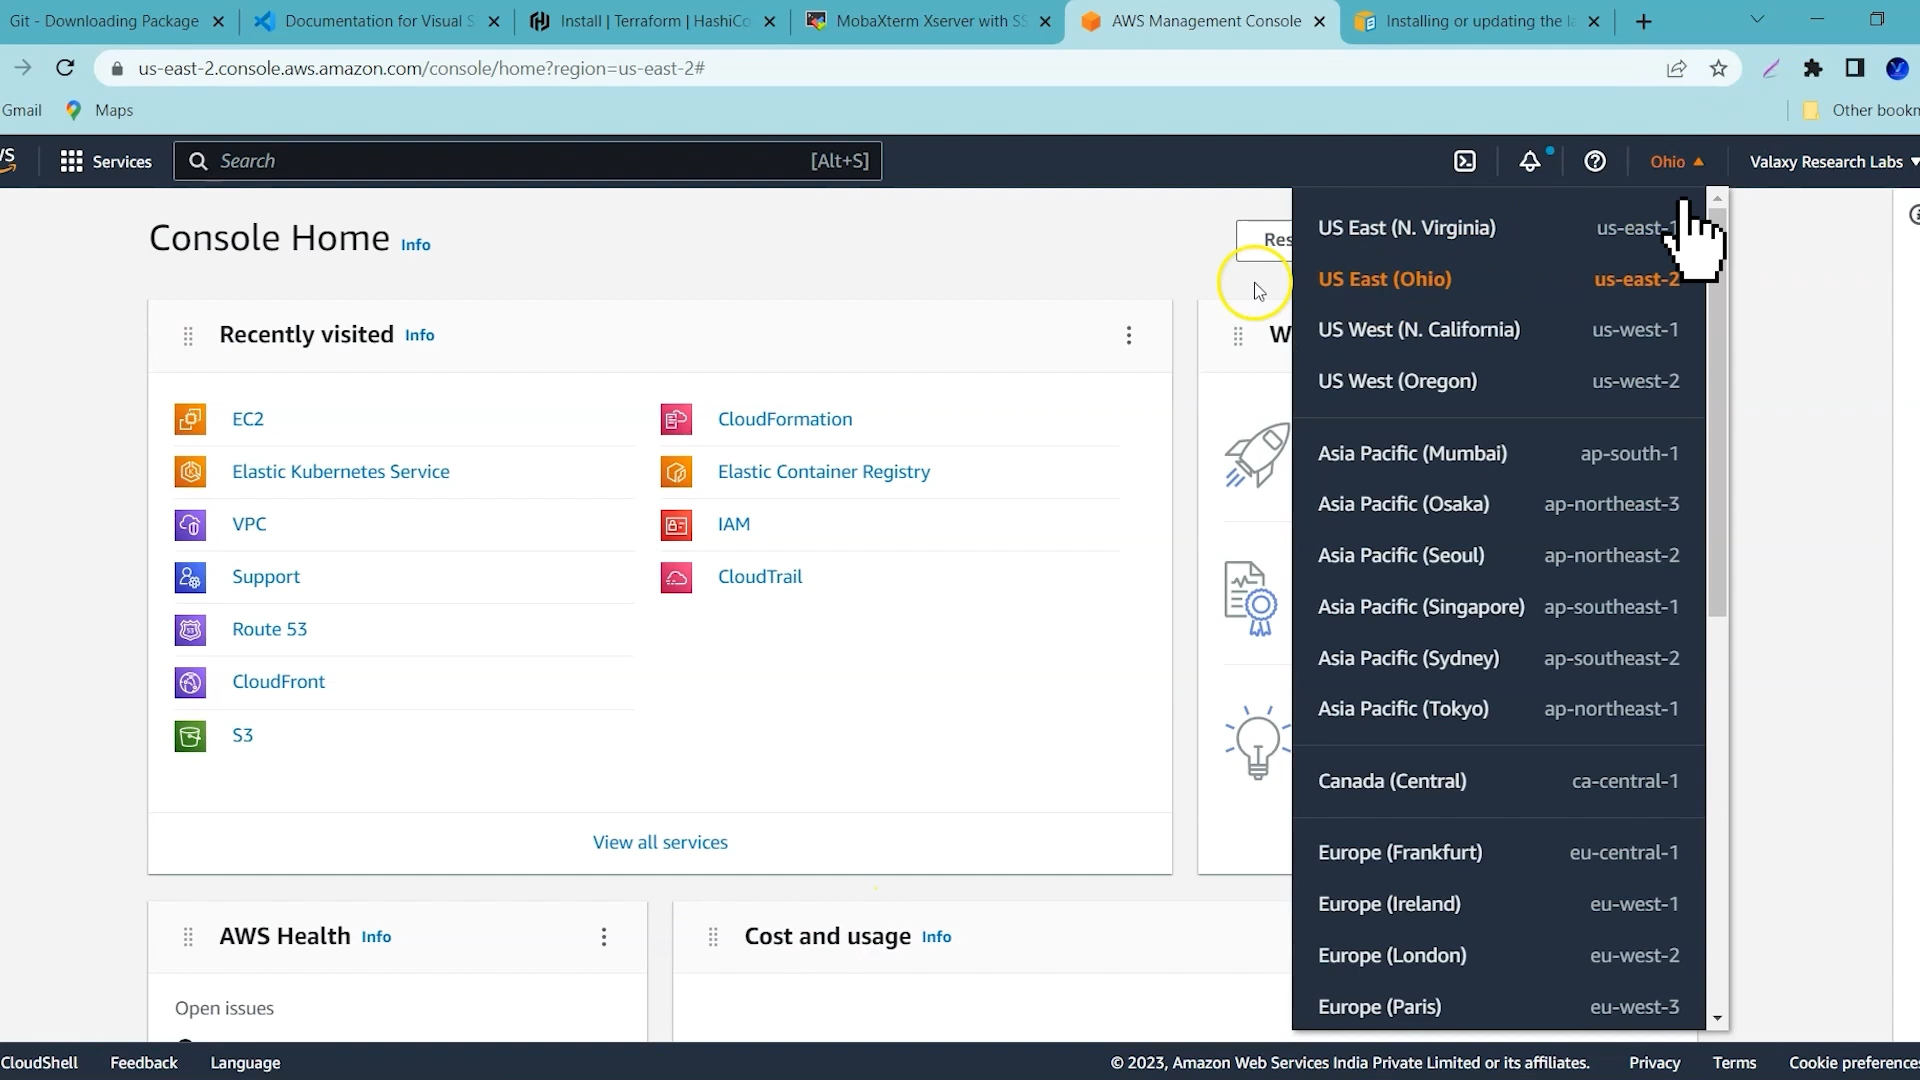 Git - Downloading Package
Documentation for Visual S
Install | Terraform | HashiCo
MobaXterm Xserver with SS
AWS Management Console
Installing or updating the la
us-east-2.console.aws.amazon.com/console/home?region=us-east-2#
Gmail
Maps
Other bookm
Services
Search
[Alt+S]
Ohio
Valaxy Research Labs
Console Home
Info
Res
US East (N. Virginia) us-east-1
US East (Ohio) us-east-2
US West (N. California) us-west-1
US West (Oregon) us-west-2
Asia Pacific (Mumbai) ap-south-1
Asia Pacific (Osaka) ap-northeast-3
Asia Pacific (Seoul) ap-northeast-2
Asia Pacific (Singapore) ap-southeast-1
Asia Pacific (Sydney) ap-southeast-2
Asia Pacific (Tokyo) ap-northeast-1
Canada (Central) ca-central-1
Europe (Frankfurt) eu-central-1
Europe (Ireland) eu-west-1
Europe (London) eu-west-2
Europe (Paris) eu-west-3
Recently visited Info
W
EC2
Elastic Kubernetes Service
VPC
Support
Route 53
CloudFront
S3
CloudFormation
Elastic Container Registry
IAM
CloudTrail
View all services
AWS Health Info
Open issues
Cost and usage Info
CloudShell
Feedback
Language
© 2023, Amazon Web Services India Private Limited or its affiliates.
Privacy
Terms
Cookie preferences